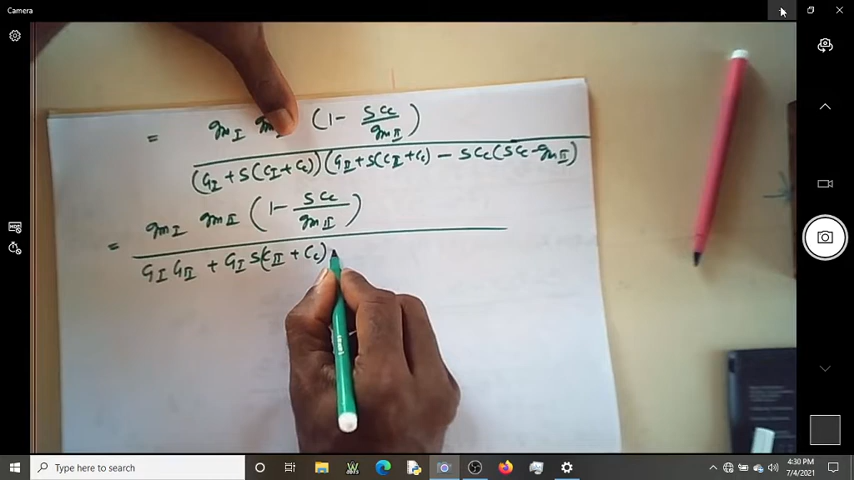 Camera
= gmI gmII (1 - SCc/gmII)
(GI + S(CI + Cc)) (GII + S(CII + Cc) - SCc(SCc - gmII)
= gmI gmII (1 - SCc/gmII)
GI GII + GI S(CII + Cc)
Type here to search
4:30 PM
7/4/2021